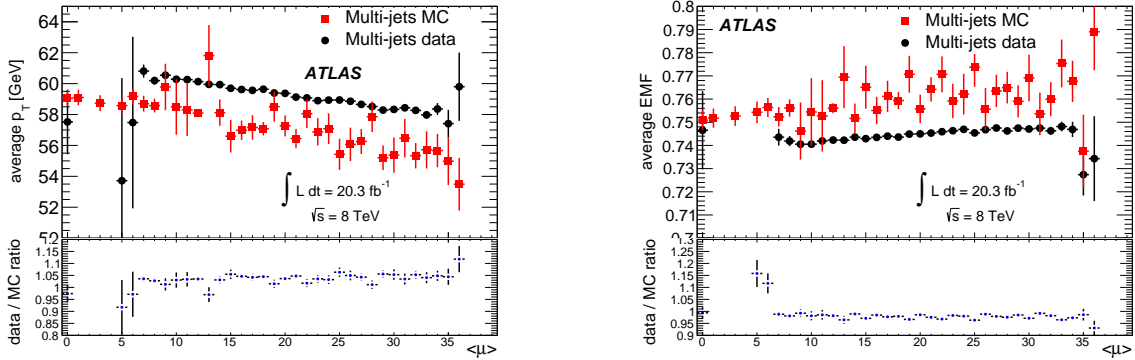 average p_T [GeV]
64
62
60
58
56
54
52
50
Multi-jets MC
Multi-jets data
ATLAS
∫ L dt = 20.3 fb⁻¹
√s = 8 TeV
data / MC ratio
1.15
1.1
1.05
1
0.95
0.9
0.85
0.8
0 5 10 15 20 25 30 35 <μ>
average EMF
0.8
0.79
0.78
0.77
0.76
0.75
0.74
0.73
0.72
0.71
0.7
ATLAS
Multi-jets MC
Multi-jets data
∫ L dt = 20.3 fb⁻¹
√s = 8 TeV
data / MC ratio
1.3
1.25
1.2
1.15
1.1
1.05
1
0.95
0.9
0 5 10 15 20 25 30 35 <μ>